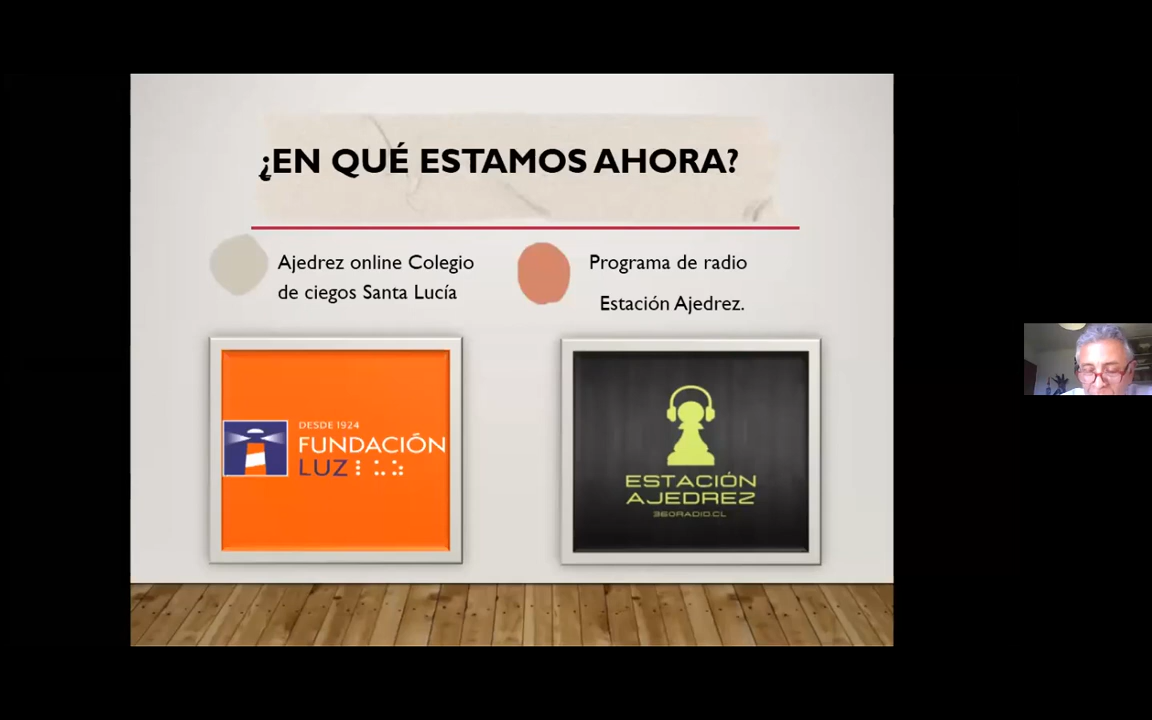 ¿EN QUÉ ESTAMOS AHORA?
Ajedrez online Colegio
de ciegos Santa Lucía
Programa de radio
Estación Ajedrez.
DESDE 1924
FUNDACIÓN
LUZ
ESTACIÓN
AJEDREZ
360RADIO.CL